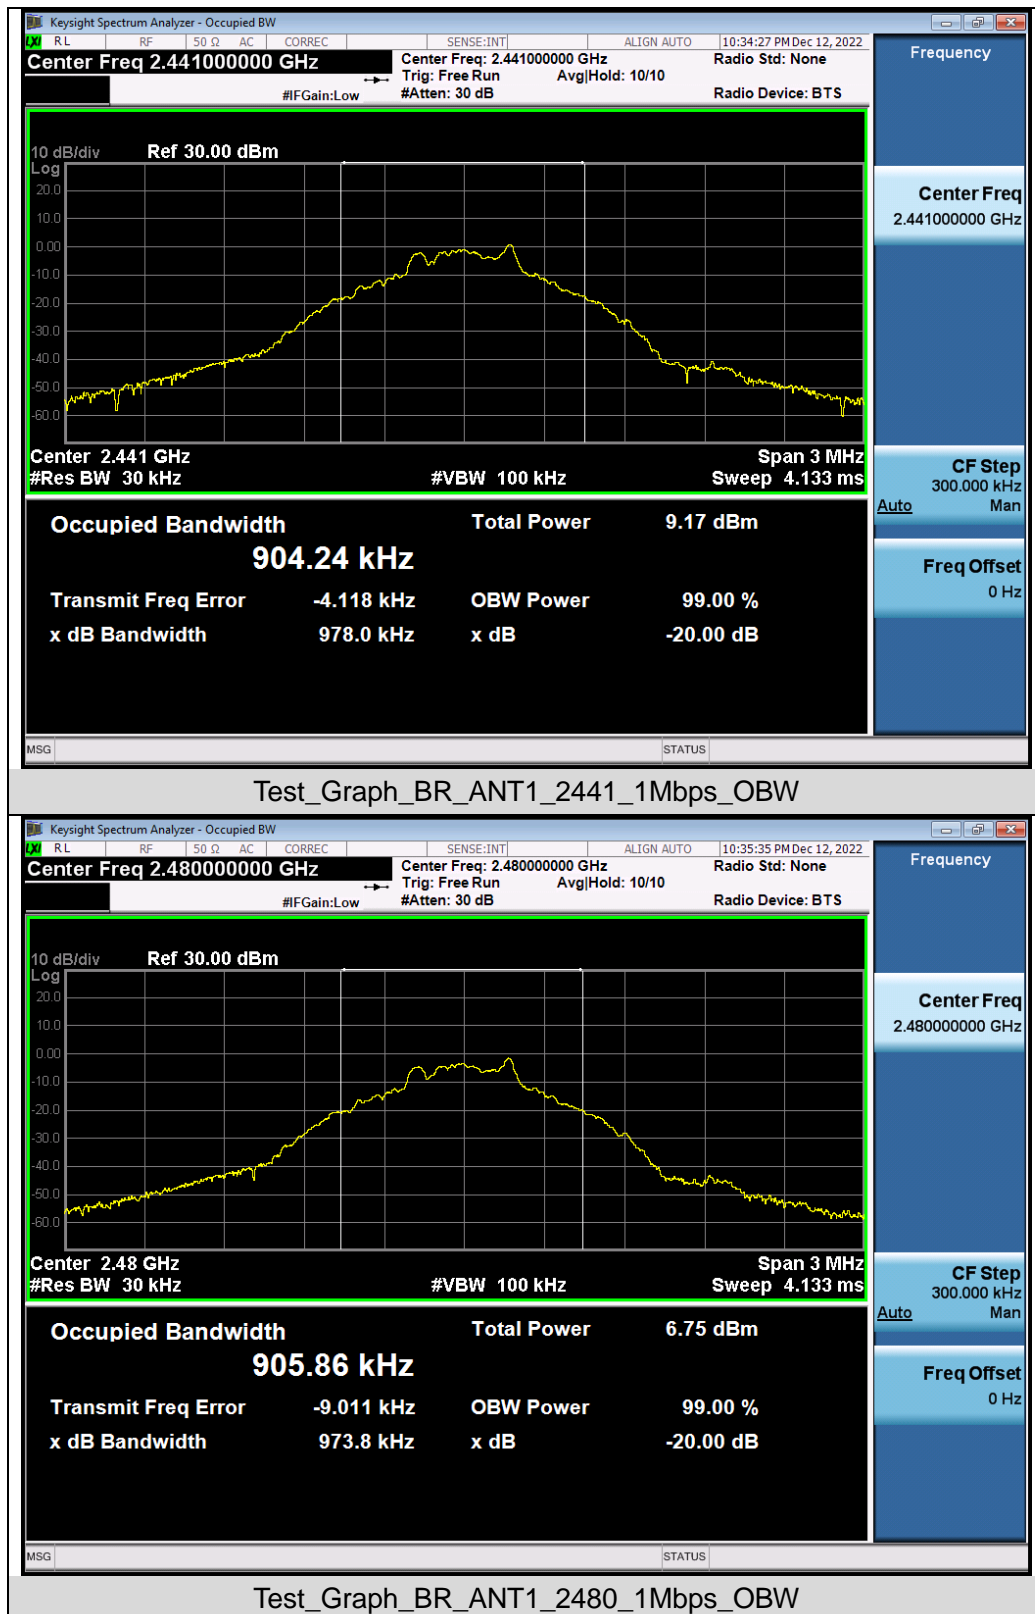 Keysight Spectrum Analyzer - Occupied BW
LXI RL RF 50 Ω AC CORREC SENSE:INT ALIGN AUTO 10:34:27 PM Dec 12, 2022
Center Freq 2.441000000 GHz Center Freq: 2.441000000 GHz Radio Std: None Frequency
Trig: Free Run Avg|Hold: 10/10
#IFGain:Low #Atten: 30 dB Radio Device: BTS
10 dB/div Ref 30.00 dBm
Log
20.0
10.0
0.00
-10.0
-20.0
-30.0
-40.0
-50.0
-60.0
Center Freq
2.441000000 GHz
Center 2.441 GHz Span 3 MHz
#Res BW 30 kHz #VBW 100 kHz Sweep 4.133 ms
CF Step
300.000 kHz
Auto Man
Occupied Bandwidth Total Power 9.17 dBm
904.24 kHz
Freq Offset
0 Hz
Transmit Freq Error -4.118 kHz OBW Power 99.00 %
x dB Bandwidth 978.0 kHz x dB -20.00 dB
MSG STATUS
Test_Graph_BR_ANT1_2441_1Mbps_OBW
Keysight Spectrum Analyzer - Occupied BW
LXI RL RF 50 Ω AC CORREC SENSE:INT ALIGN AUTO 10:35:35 PM Dec 12, 2022
Center Freq 2.480000000 GHz Center Freq: 2.480000000 GHz Radio Std: None Frequency
Trig: Free Run Avg|Hold: 10/10
#IFGain:Low #Atten: 30 dB Radio Device: BTS
10 dB/div Ref 30.00 dBm
Log
20.0
10.0
0.00
-10.0
-20.0
-30.0
-40.0
-50.0
-60.0
Center Freq
2.480000000 GHz
Center 2.48 GHz Span 3 MHz
#Res BW 30 kHz #VBW 100 kHz Sweep 4.133 ms
CF Step
300.000 kHz
Auto Man
Occupied Bandwidth Total Power 6.75 dBm
905.86 kHz
Freq Offset
0 Hz
Transmit Freq Error -9.011 kHz OBW Power 99.00 %
x dB Bandwidth 973.8 kHz x dB -20.00 dB
MSG STATUS
Test_Graph_BR_ANT1_2480_1Mbps_OBW